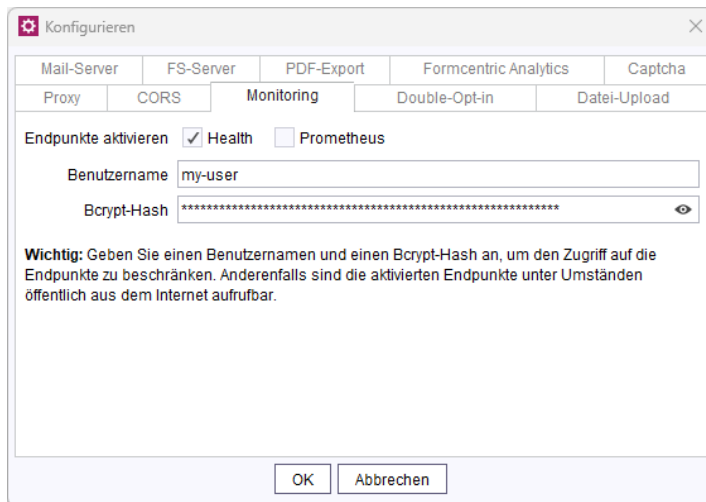 Konfigurieren
Mail-Server FS-Server PDF-Export Formcentric Analytics Captcha
Proxy CORS Monitoring Double-Opt-in Datei-Upload
Endpunkte aktivieren Health Prometheus
Benutzername my-user
Bcrypt-Hash ************************************************************
Wichtig: Geben Sie einen Benutzernamen und einen Bcrypt-Hash an, um den Zugriff auf die
Endpunkte zu beschränken. Anderenfalls sind die aktivierten Endpunkte unter Umständen
öffentlich aus dem Internet aufrufbar.
OK Abbrechen